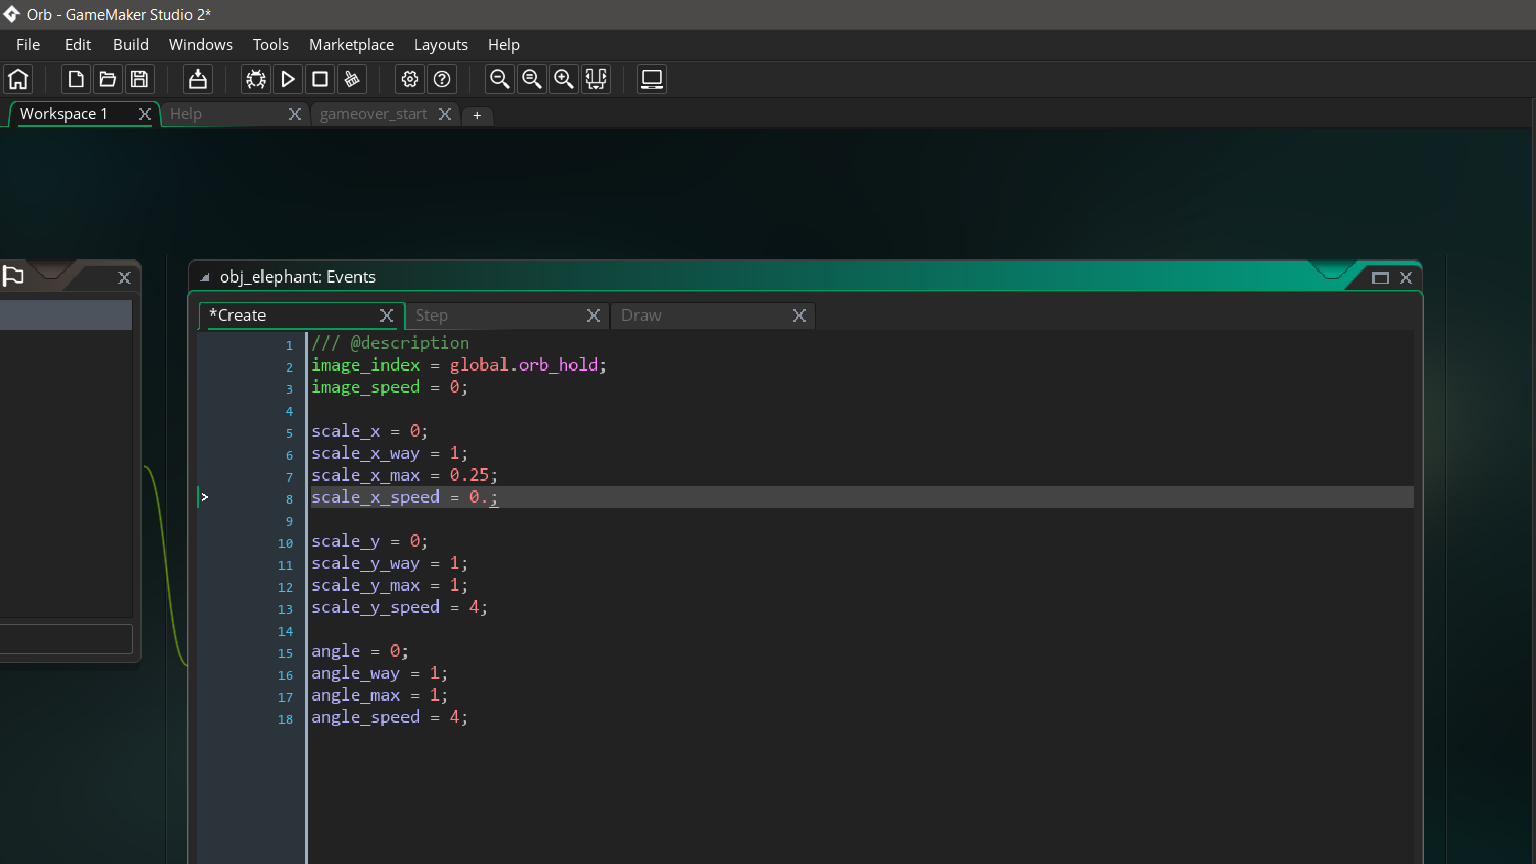 Orb - GameMaker Studio 2*
File Edit Build Windows Tools Marketplace Layouts Help
Workspace 1 X Help X gameover_start X +
obj_elephant: Events
*Create Step Draw
1 /// @description
2 image_index = global.orb_hold;
3 image_speed = 0;
4
5 scale_x = 0;
6 scale_x_way = 1;
7 scale_x_max = 0.25;
8 scale_x_speed = 0.;
9
10 scale_y = 0;
11 scale_y_way = 1;
12 scale_y_max = 1;
13 scale_y_speed = 4;
14
15 angle = 0;
16 angle_way = 1;
17 angle_max = 1;
18 angle_speed = 4;